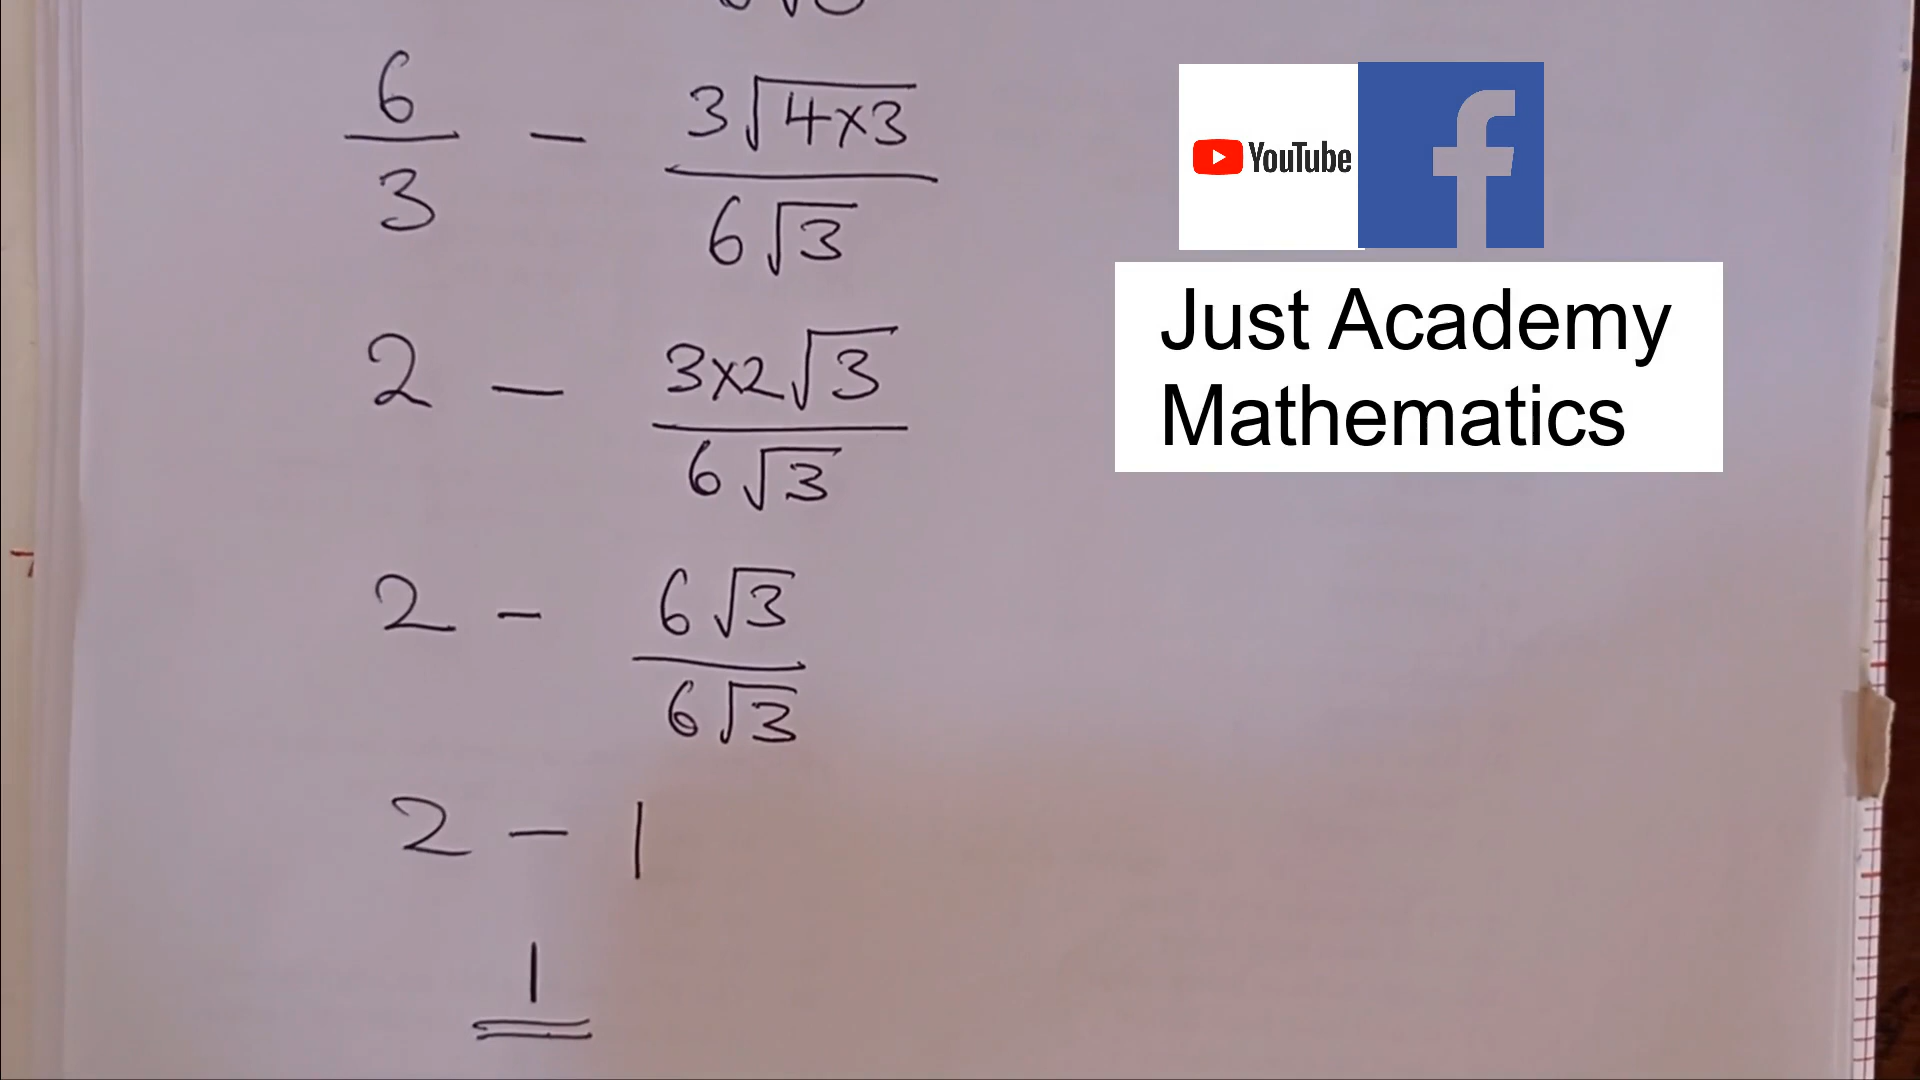 6/3 - 3√(4×3)/6√3
2 - 3×2√3/6√3
2 - 6√3/6√3
2 - 1
1
YouTube f
Just Academy
Mathematics